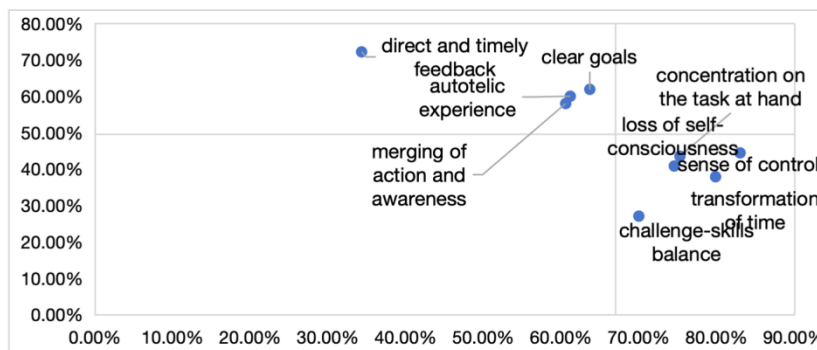 80.00%
70.00%
60.00%
50.00%
40.00%
30.00%
20.00%
10.00%
0.00%
direct and timely
feedback
clear goals
autotelic
experience
concentration on
the task at hand
loss of self-
consciousness
merging of
action and
awareness
sense of control
transformation
of time
challenge-skills
balance
0.00% 10.00% 20.00% 30.00% 40.00% 50.00% 60.00% 70.00% 80.00% 90.00%